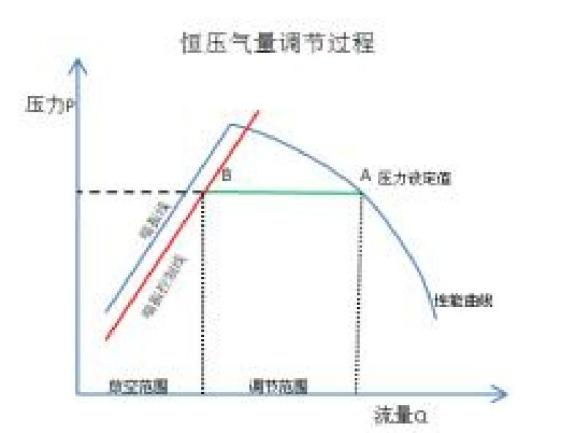 恒压气量调节过程
压力P
B
A 压力设定值
喘振线
喘振控制线
性能曲线
放空范围
调节范围
流量Q